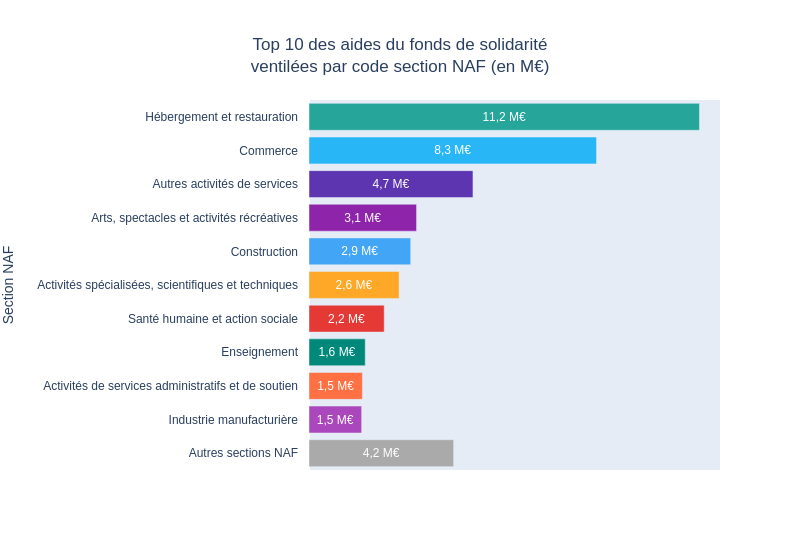 Top 10 des aides du fonds de solidarité
ventilées par code section NAF (en M€)
Section NAF
Hébergement et restauration 11,2 M€
Commerce 8,3 M€
Autres activités de services 4,7 M€
Arts, spectacles et activités récréatives 3,1 M€
Construction 2,9 M€
Activités spécialisées, scientifiques et techniques 2,6 M€
Santé humaine et action sociale 2,2 M€
Enseignement 1,6 M€
Activités de services administratifs et de soutien 1,5 M€
Industrie manufacturière 1,5 M€
Autres sections NAF 4,2 M€